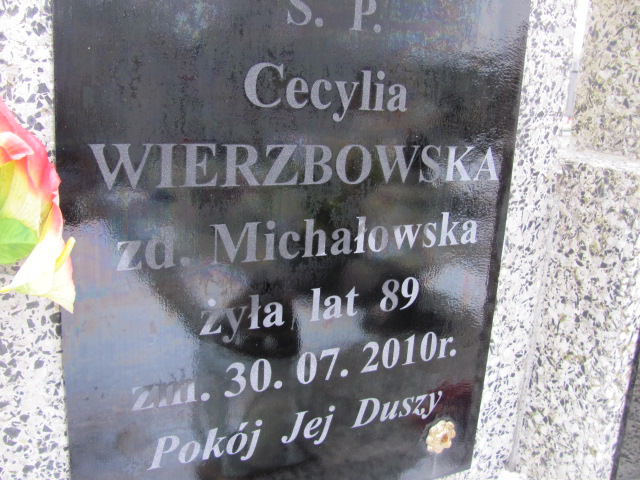 Ś. P.
Cecylia
WIERZBOWSKA
zd. Michałowska
żyła lat 89
zm. 30. 07. 2010r.
Pokój Jej Duszy